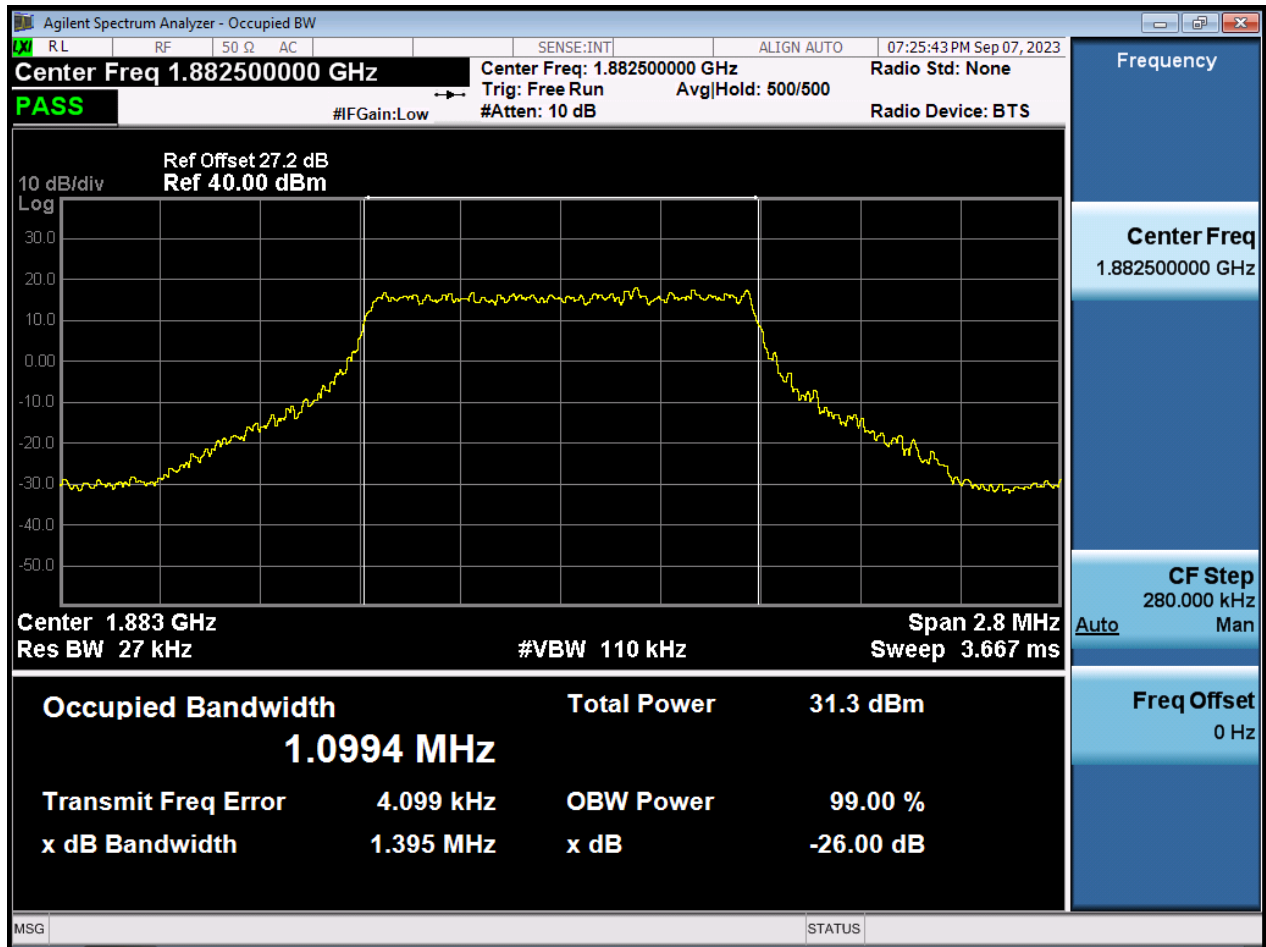 Agilent Spectrum Analyzer - Occupied BW
LXI RL RF 50 Ω AC SENSE:INT ALIGN AUTO 07:25:43 PM Sep 07, 2023
Center Freq 1.882500000 GHz
Center Freq: 1.882500000 GHz
Radio Std: None
Trig: Free Run Avg|Hold: 500/500
PASS
#IFGain:Low
#Atten: 10 dB
Radio Device: BTS
Ref Offset 27.2 dB
10 dB/div Ref 40.00 dBm
Log
30.0
20.0
10.0
0.00
-10.0
-20.0
-30.0
-40.0
-50.0
Center 1.883 GHz Span 2.8 MHz
Res BW 27 kHz #VBW 110 kHz Sweep 3.667 ms
Occupied Bandwidth Total Power 31.3 dBm
1.0994 MHz
Transmit Freq Error 4.099 kHz OBW Power 99.00 %
x dB Bandwidth 1.395 MHz x dB -26.00 dB
Frequency
Center Freq
1.882500000 GHz
CF Step
280.000 kHz
Auto Man
Freq Offset
0 Hz
MSG STATUS